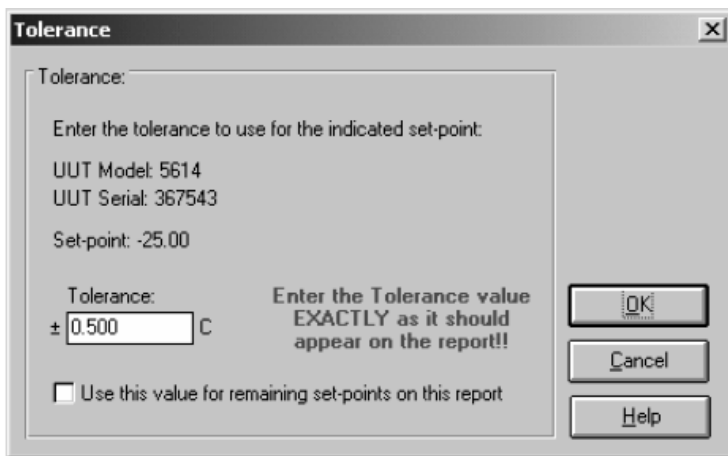 Tolerance
Tolerance:
Enter the tolerance to use for the indicated set-point:
UUT Model: 5614
UUT Serial: 367543
Set-point: -25.00
Tolerance:
± 0.500 C
Enter the Tolerance value
EXACTLY as it should
appear on the report!!
Use this value for remaining set-points on this report
OK
Cancel
Help